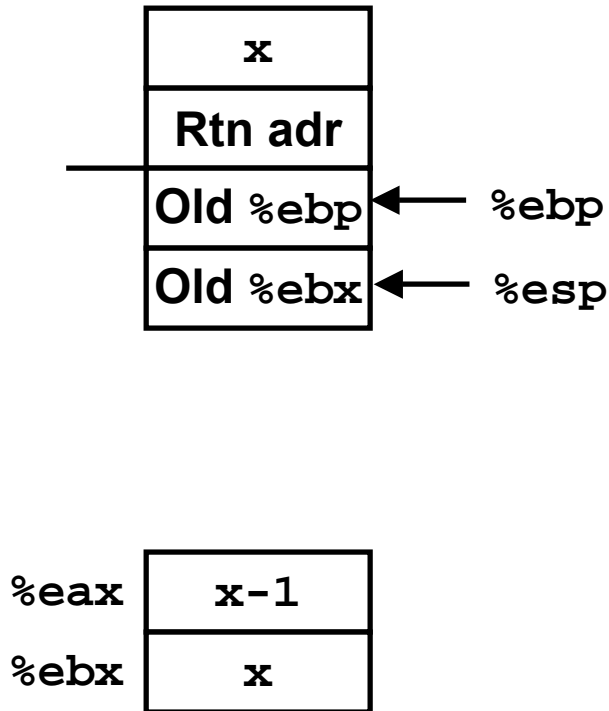 x
Rtn adr
Old %ebp %ebp
Old %ebx %esp
%eax x-1
%ebx x